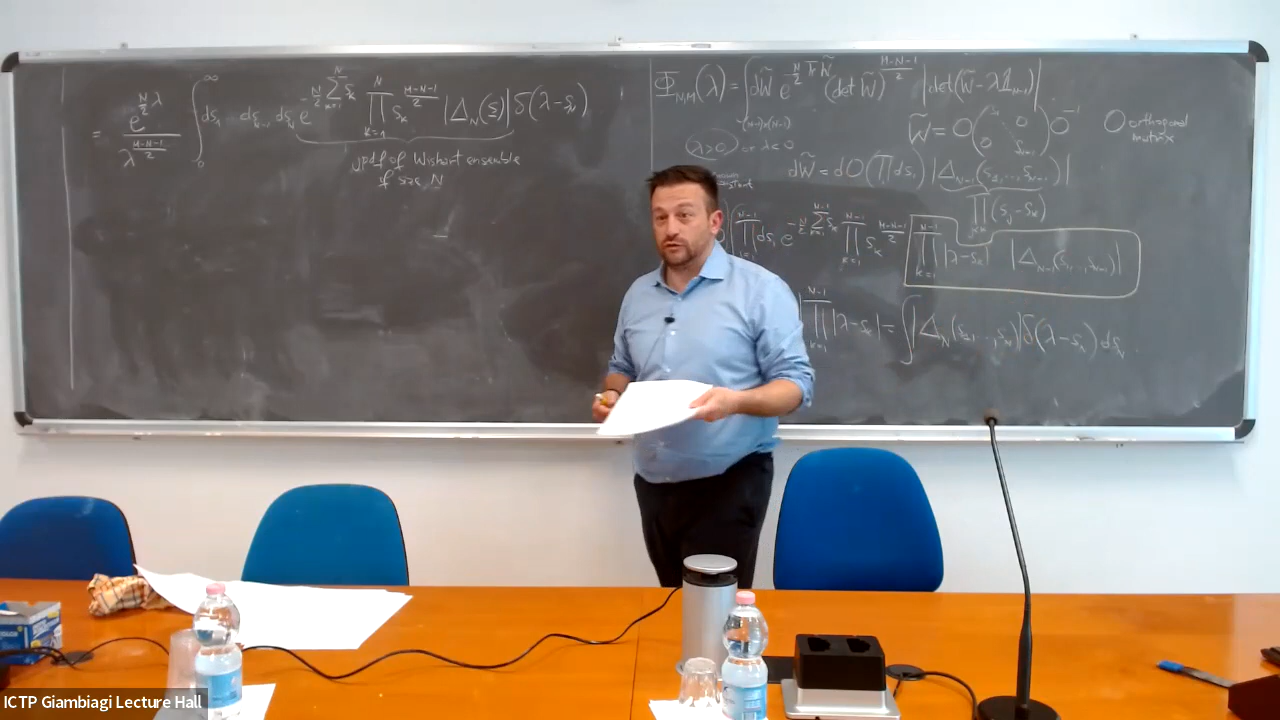 = e^{N/2 λ} / λ^{(M-N-1)/2} ∫_0^∞ ds_1 ... ds_{N-1} ds_N e^{-N/2 Σ_{k=1}^N s_k} ∏_{k=1}^N s_k^{(M-N-1)/2} |Δ_N(s)| δ(λ-s_N)
jpdf of Wishart ensemble
of size N
Φ_{N,M}(λ) = ∫ dW̃ e^{-N/2 Tr W̃} (det W̃)^{(M-N-1)/2} |det(W̃-λ1_{N-1})|
(N-1)×(N-1)
λ>0 or λ<0
W̃ = O ( s_1 0 0 s_{N-1} ) O^{-1}
O orthogonal
matrix
dW̃ = dO (∏ ds_i) |Δ_{N-1}(s_1,...,s_{N-1})|
∏ (s_j - s_k)
∏_{i=1}^{N-1} ds_i e^{-N/2 Σ_{k=1}^{N-1} s_k} ∏_{k=1}^{N-1} s_k^{(M-N-1)/2} ∏_{k=1}^{N-1} |λ-s_k| |Δ_{N-1}(s_1,...,s_{N-1})|
∏_{k=1}^{N-1} |λ-s_k| = ∫ |Δ_N(s_1,...,s_N)| δ(λ-s_N) ds_N
ICTP Giambiagi Lecture Hall